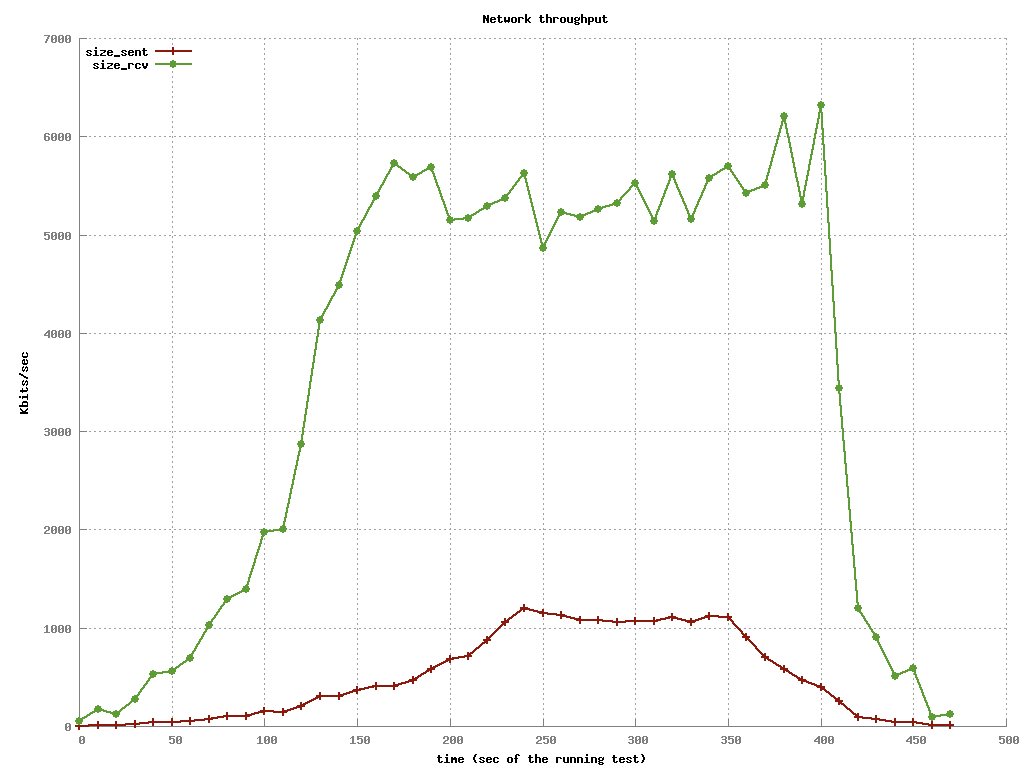 Network throughput
7000
size_sent
size_rcv
6000
5000
4000
Kbits/sec
3000
2000
1000
0
0 50 100 150 200 250 300 350 400 450 500
time (sec of the running test)